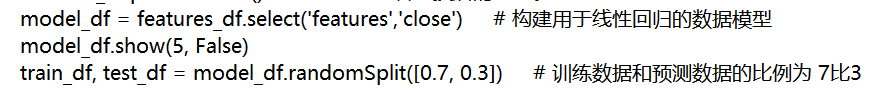 model_df = features_df.select('features','close')     # 构建用于线性回归的数据模型
model_df.show(5, False)
train_df, test_df = model_df.randomSplit([0.7, 0.3])     # 训练数据和预测数据的比例为 7比3